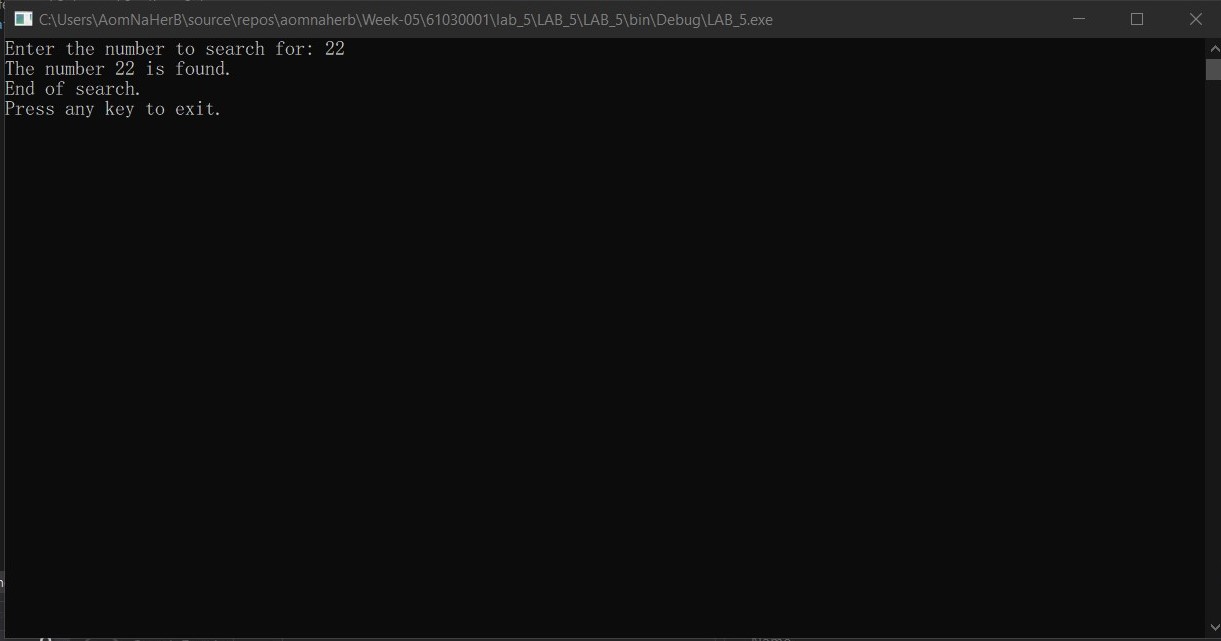 C:\Users\AomNaHerB\source\repos\aomnaherb\Week-05\61030001\lab_5\LAB_5\LAB_5\bin\Debug\LAB_5.exe
Enter the number to search for: 22
The number 22 is found.
End of search.
Press any key to exit.